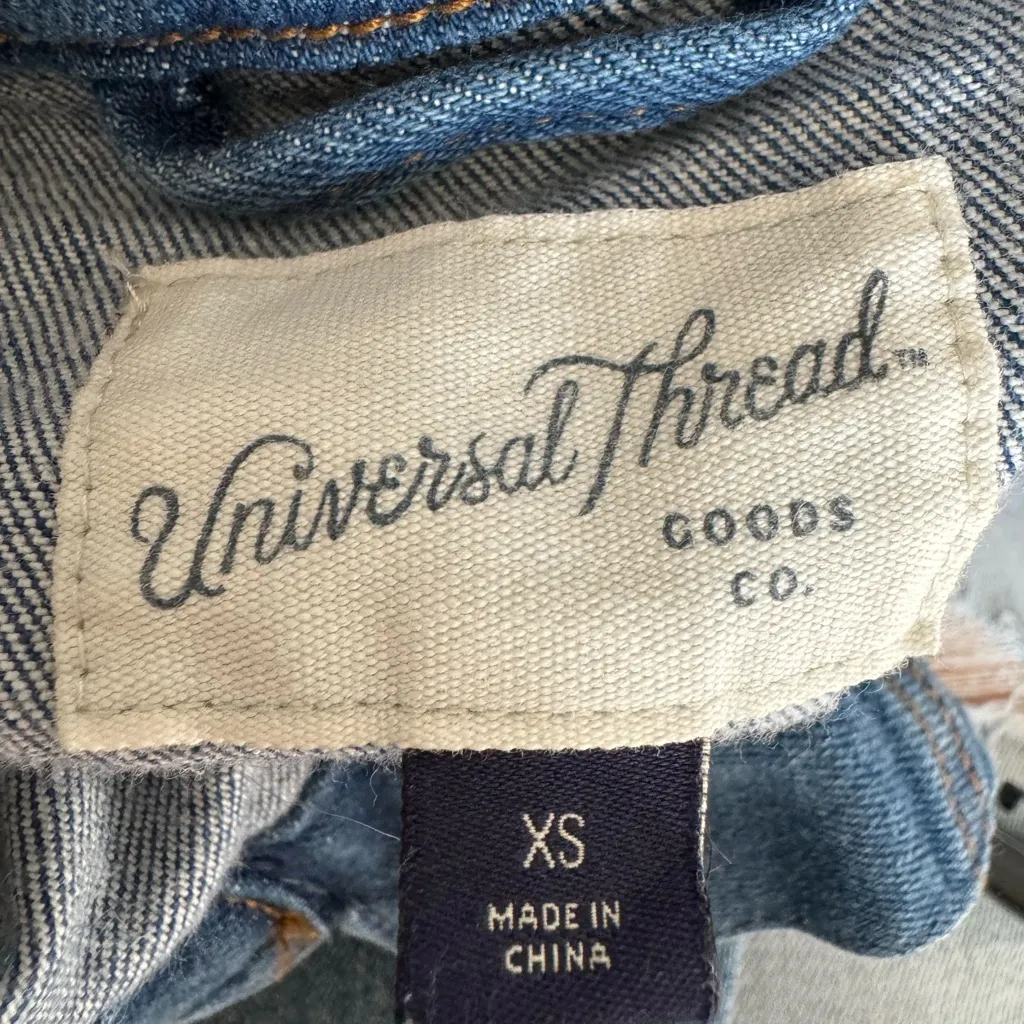 Universal Thread™
GOODS
CO.
XS
MADE IN
CHINA